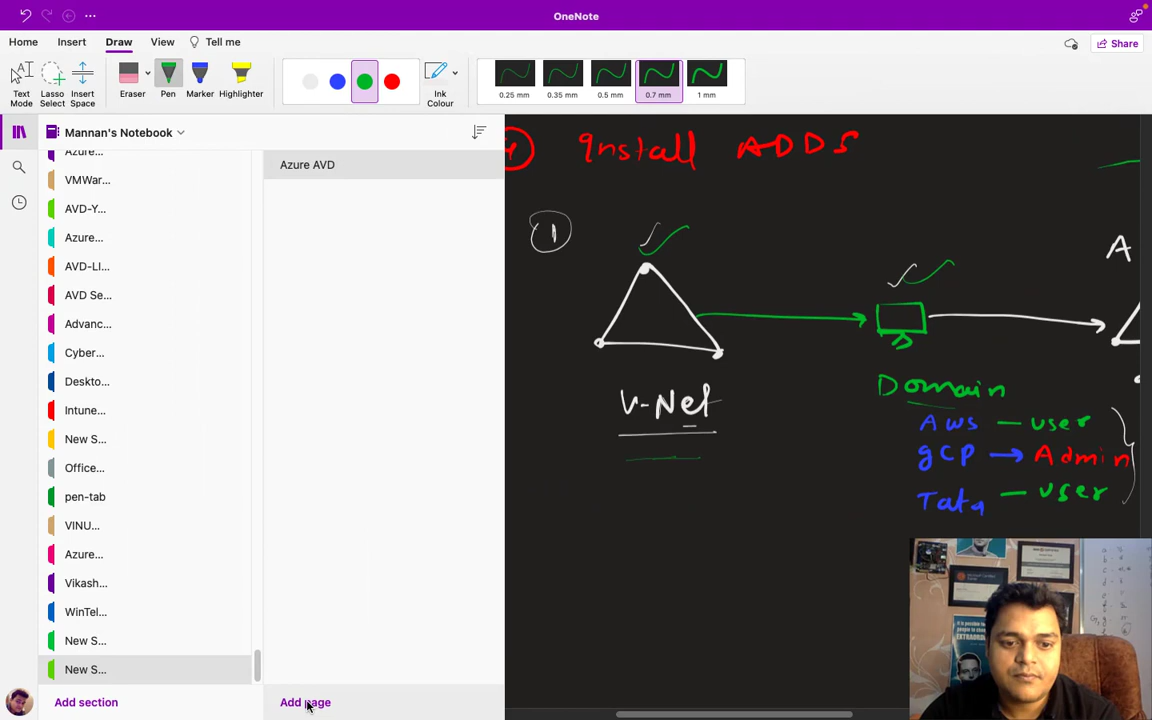 OneNote
Home Insert Draw View Tell me
Share
Text Mode
Lasso Select
Insert Space
Eraser
Pen
Marker
Highlighter
Ink Colour
0.25 mm
0.35 mm
0.5 mm
0.7 mm
1 mm
Mannan's Notebook
Azure...
VMWar...
AVD-Y...
Azure...
AVD-LI...
AVD Se...
Advanc...
Cyber...
Deskto...
Intune...
New S...
Office...
pen-tab
VINU...
Azure...
Vikash...
WinTel...
New S...
New S...
Add section
Azure AVD
Add page
Install ADDS
1
V-Net
A
Domain
Aws — user
gCP → Admin
Tata — user